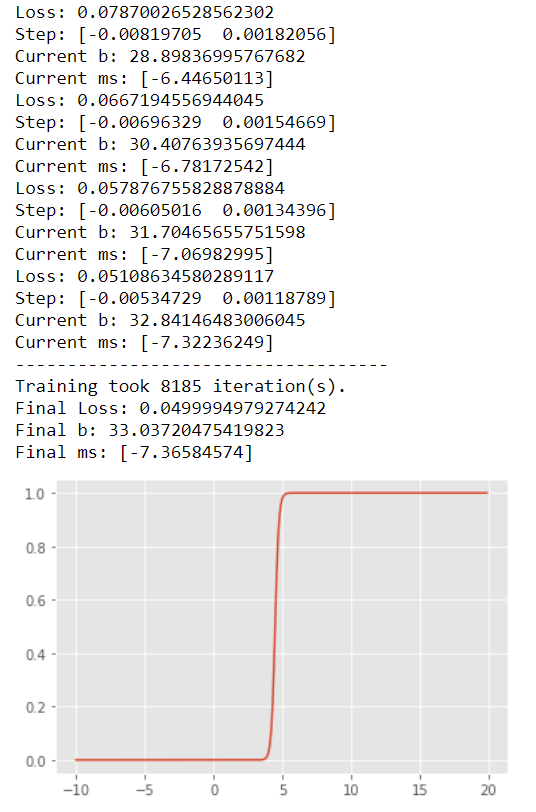 Loss: 0.07870026528562302
Step: [-0.00819705  0.00182056]
Current b: 28.89836995767682
Current ms: [-6.44650113]
Loss: 0.0667194556944045
Step: [-0.00696329  0.00154669]
Current b: 30.40763935697444
Current ms: [-6.78172542]
Loss: 0.057876755828878884
Step: [-0.00605016  0.00134396]
Current b: 31.70465655751598
Current ms: [-7.06982995]
Loss: 0.05108634580289117
Step: [-0.00534729  0.00118789]
Current b: 32.84146483006045
Current ms: [-7.32236249]
-----------------------------------
Training took 8185 iteration(s).
Final Loss: 0.0499994979274242
Final b: 33.03720475419823
Final ms: [-7.36584574]
1.0
0.8
0.6
0.4
0.2
0.0
−10 −5 0 5 10 15 20